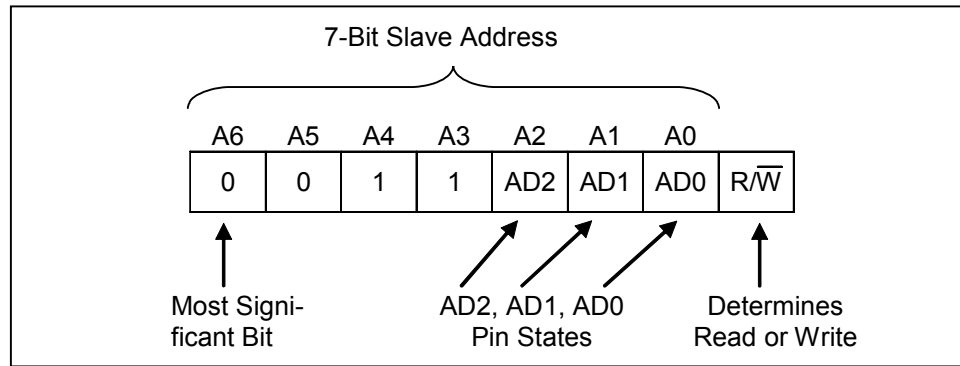 7-Bit Slave Address
A6 A5 A4 A3 A2 A1 A0
0 0 1 1 AD2 AD1 AD0 R/W̅
Most Signi-
ficant Bit
AD2, AD1, AD0
Pin States
Determines
Read or Write